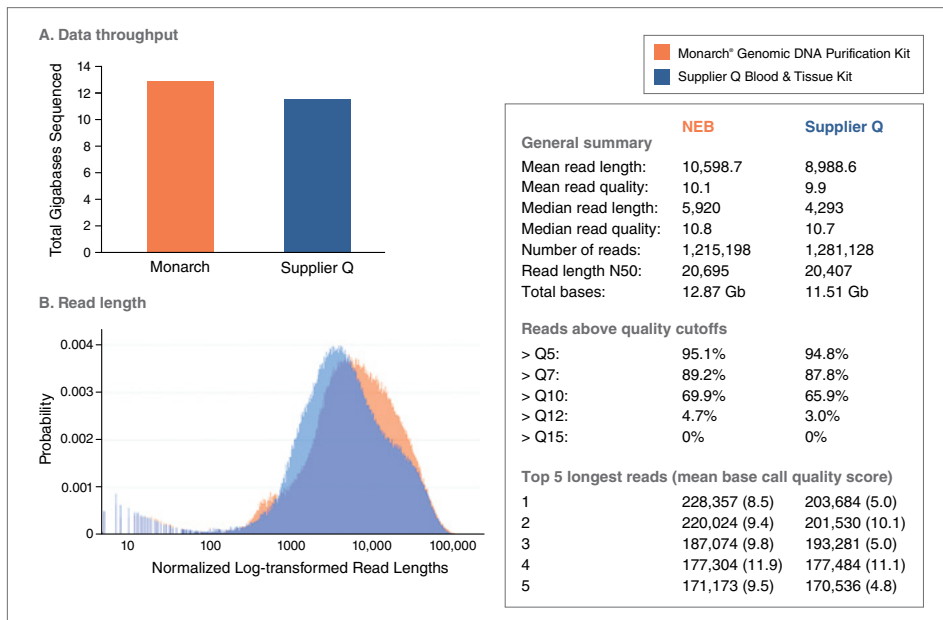 A. Data throughput
Total Gigabases Sequenced
14
12
10
8
6
4
2
0
Monarch
Supplier Q
Monarch® Genomic DNA Purification Kit
Supplier Q Blood & Tissue Kit
B. Read length
Probability
0.004
0.003
0.002
0.001
0
10
100
1000
10,000
100,000
Normalized Log-transformed Read Lengths
NEB Supplier Q
General summary
Mean read length: 10,598.7 8,988.6
Mean read quality: 10.1 9.9
Median read length: 5,920 4,293
Median read quality: 10.8 10.7
Number of reads: 1,215,198 1,281,128
Read length N50: 20,695 20,407
Total bases: 12.87 Gb 11.51 Gb
Reads above quality cutoffs
> Q5: 95.1% 94.8%
> Q7: 89.2% 87.8%
> Q10: 69.9% 65.9%
> Q12: 4.7% 3.0%
> Q15: 0% 0%
Top 5 longest reads (mean base call quality score)
1 228,357 (8.5) 203,684 (5.0)
2 220,024 (9.4) 201,530 (10.1)
3 187,074 (9.8) 193,281 (5.0)
4 177,304 (11.9) 177,484 (11.1)
5 171,173 (9.5) 170,536 (4.8)